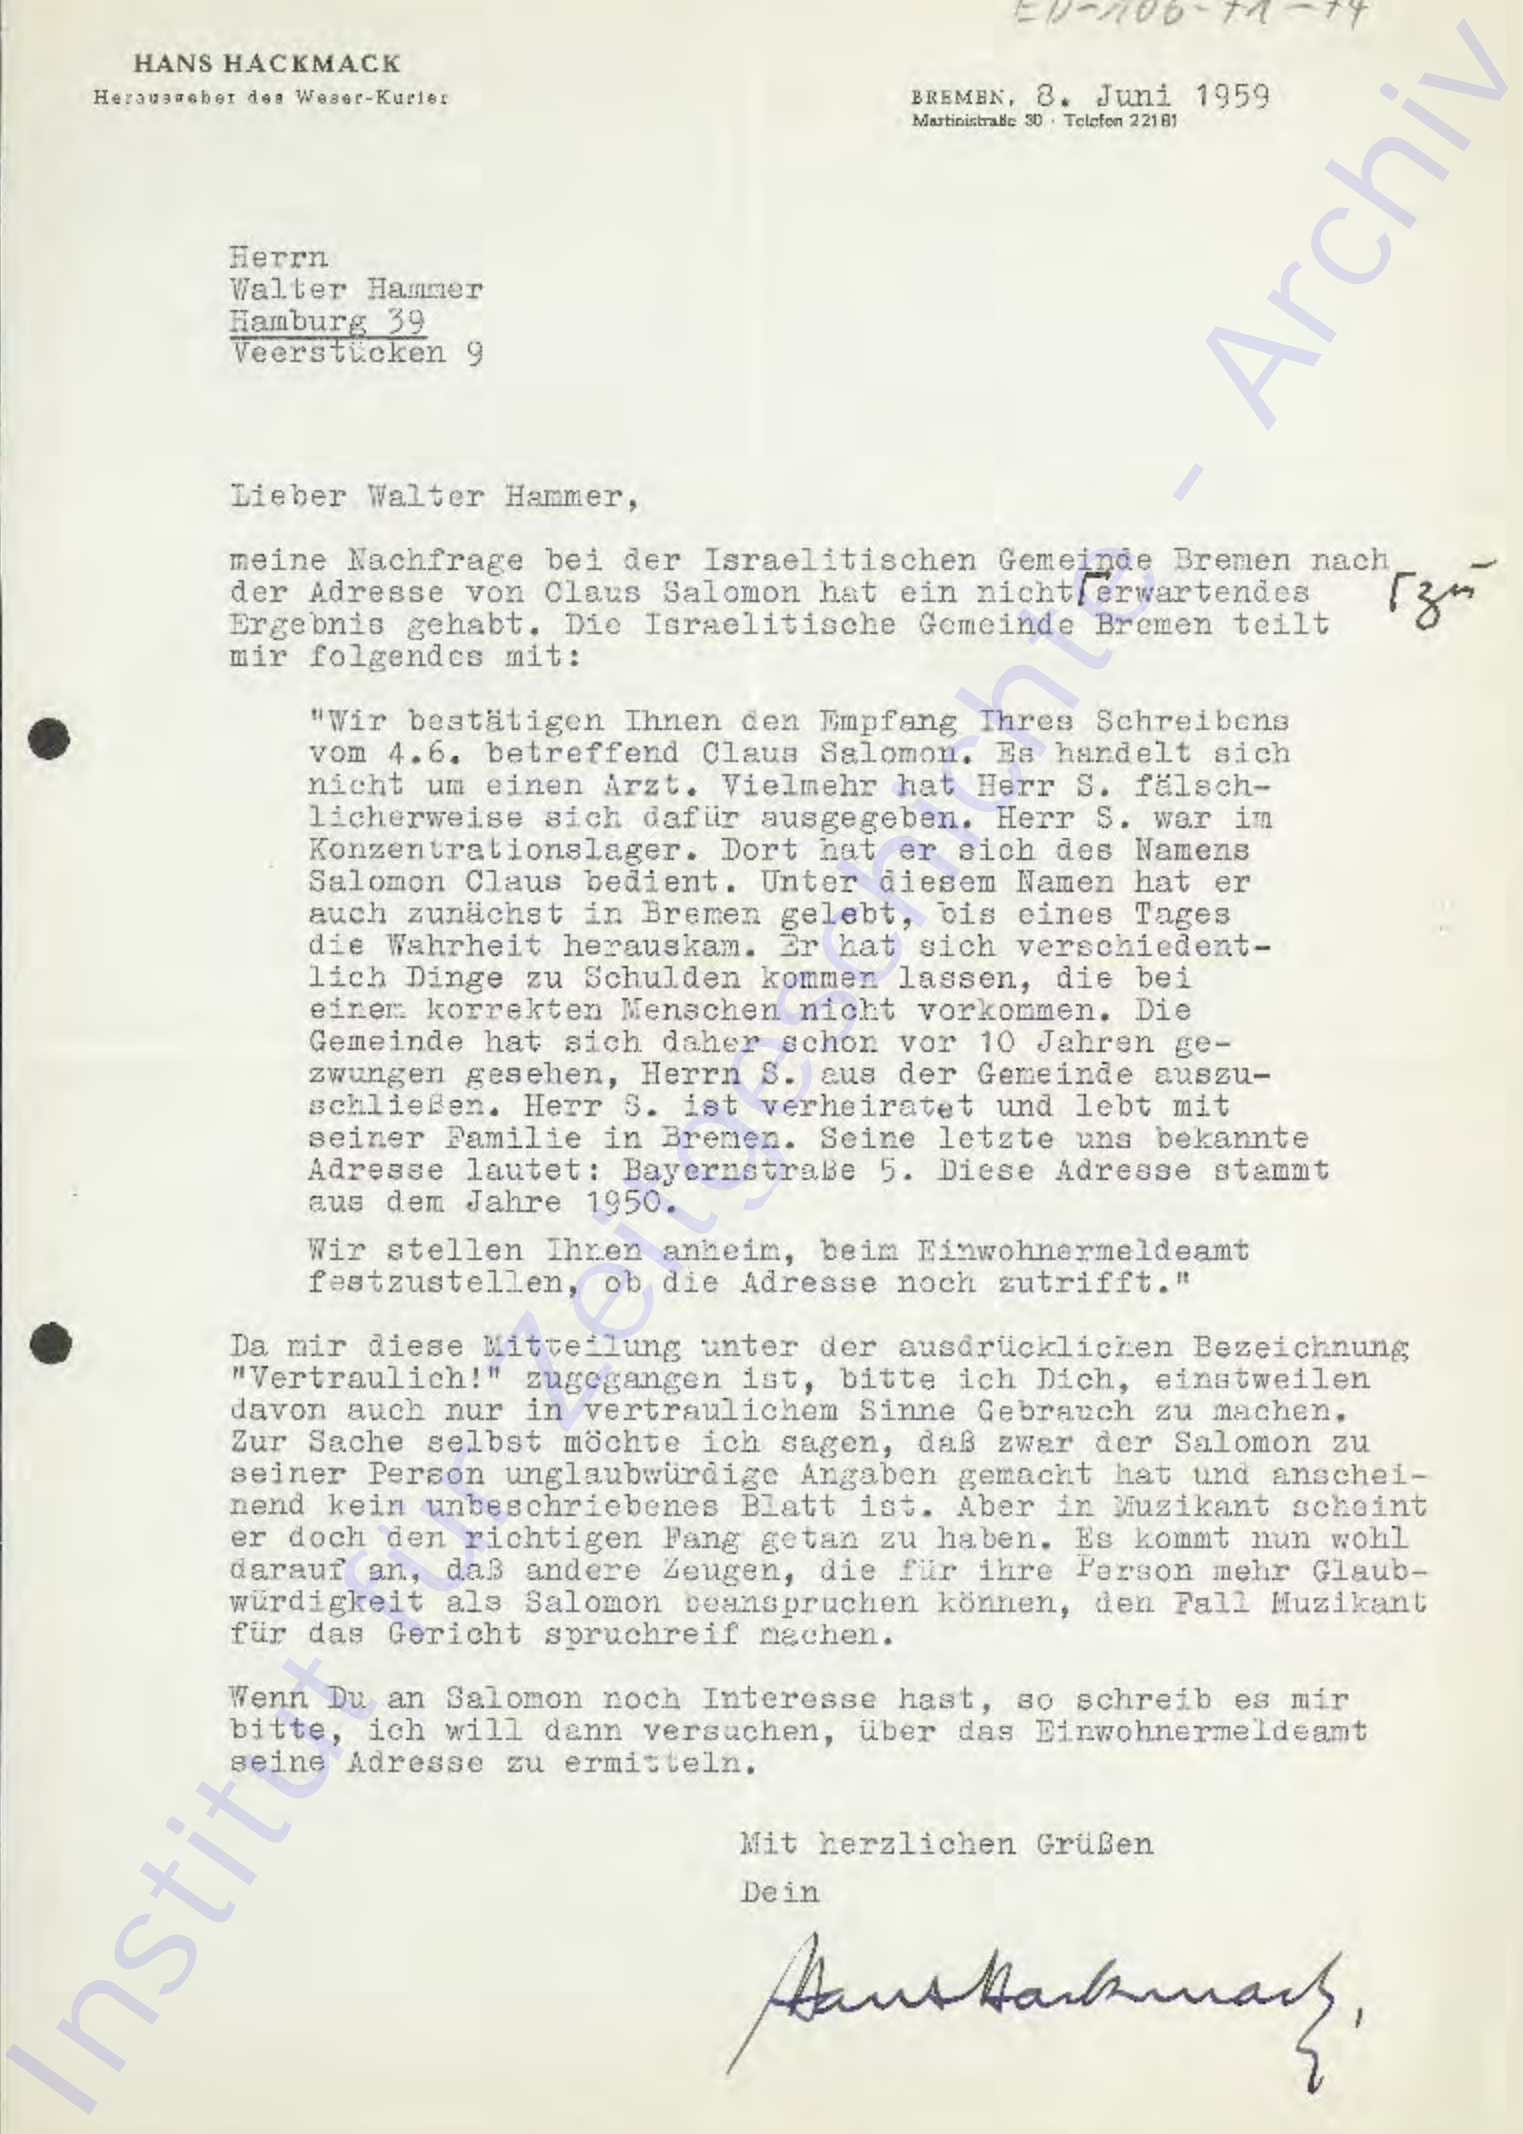 ED-106-71-74
HANS HACKMACK
Herausgeber des Weser-Kurier
BREMEN, 8. Juni 1959
Martinistraße 30 · Telefon 22181
Herrn
Walter Hammer
Hamburg 39
Veerstücken 9
Lieber Walter Hammer,
meine Nachfrage bei der Israelitischen Gemeinde Bremen nach
der Adresse von Claus Salomon hat ein nicht⌈erwartendes ⌈zu
Ergebnis gehabt. Die Israelitische Gemeinde Bremen teilt
mir folgendes mit:
"Wir bestätigen Ihnen den Empfang Ihres Schreibens
vom 4.6. betreffend Claus Salomon. Es handelt sich
nicht um einen Arzt. Vielmehr hat Herr S. fälsch-
licherweise sich dafür ausgegeben. Herr S. war im
Konzentrationslager. Dort hat er sich des Namens
Salomon Claus bedient. Unter diesem Namen hat er
auch zunächst in Bremen gelebt, bis eines Tages
die Wahrheit herauskam. Er hat sich verschiedent-
lich Dinge zu Schulden kommen lassen, die bei
einem korrekten Menschen nicht vorkommen. Die
Gemeinde hat sich daher schon vor 10 Jahren ge-
zwungen gesehen, Herrn S. aus der Gemeinde auszu-
schließen. Herr S. ist verheiratet und lebt mit
seiner Familie in Bremen. Seine letzte uns bekannte
Adresse lautet: Bayernstraße 5. Diese Adresse stammt
aus dem Jahre 1950.
Wir stellen Ihnen anheim, beim Einwohnermeldeamt
festzustellen, ob die Adresse noch zutrifft."
Da mir diese Mitteilung unter der ausdrücklichen Bezeichnung
"Vertraulich!" zugegangen ist, bitte ich Dich, einstweilen
davon auch nur in vertraulichem Sinne Gebrauch zu machen.
Zur Sache selbst möchte ich sagen, daß zwar der Salomon zu
seiner Person unglaubwürdige Angaben gemacht hat und anschei-
nend kein unbeschriebenes Blatt ist. Aber in Muzikant scheint
er doch den richtigen Fang getan zu haben. Es kommt nun wohl
darauf an, daß andere Zeugen, die für ihre Person mehr Glaub-
würdigkeit als Salomon beanspruchen können, den Fall Muzikant
für das Gericht spruchreif machen.
Wenn Du an Salomon noch Interesse hast, so schreib es mir
bitte, ich will dann versuchen, über das Einwohnermeldeamt
seine Adresse zu ermitteln.
Mit herzlichen Grüßen
Dein
Hans Hackmack,
Institut für Zeitgeschichte - Archiv